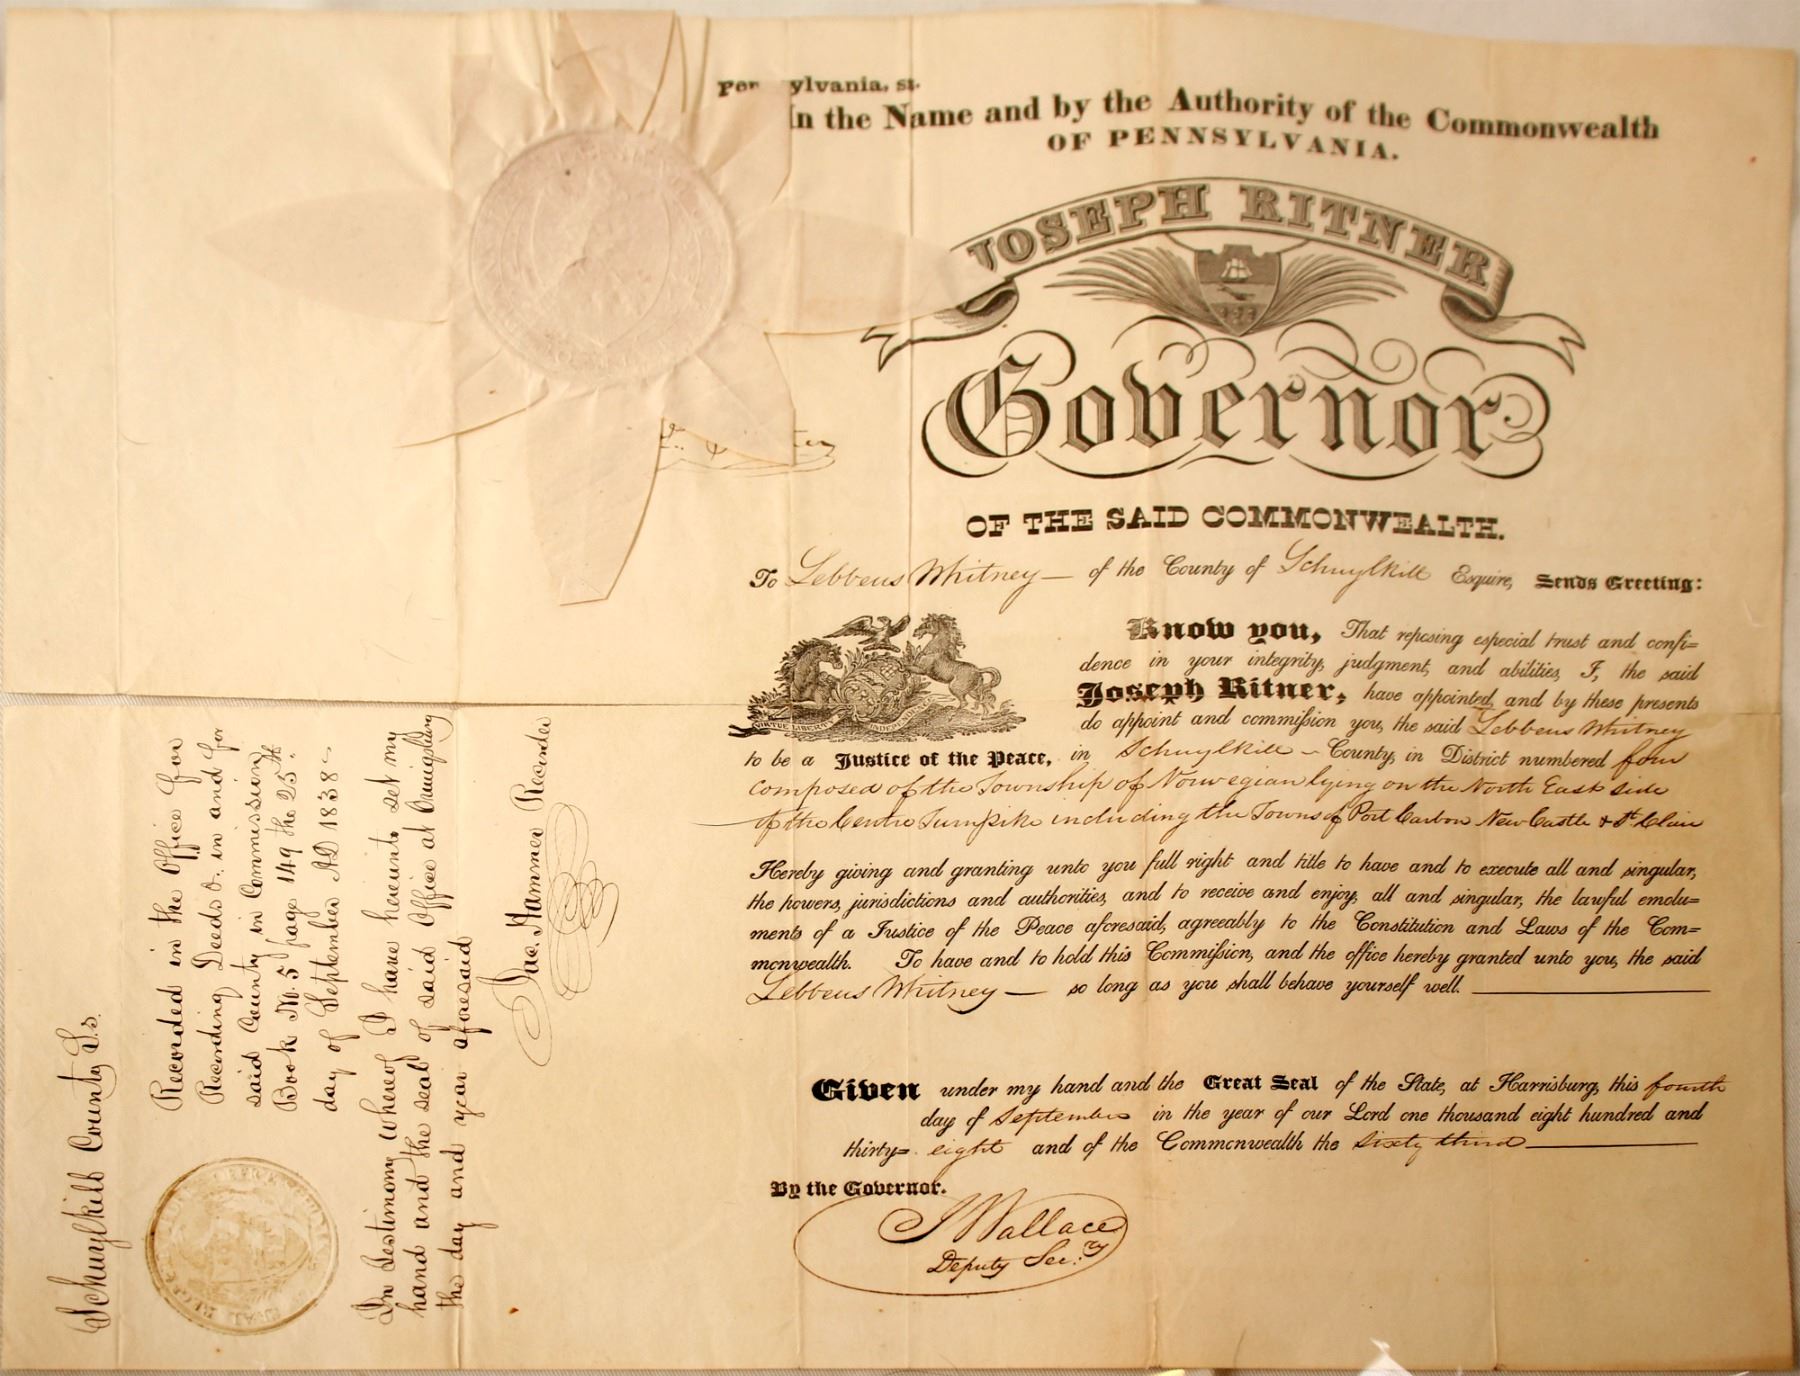 Pen ylvania, ss.
In the Name and by the Authority of the Commonwealth
OF PENNSYLVANIA.
JOSEPH RITNER
Governor
OF THE SAID COMMONWEALTH.
To Lebbeus Whitney — of the County of Schuylkill Esquire, Sends Greeting:
Know you, That reposing especial trust and confi=
dence in your integrity, judgment, and abilities, I, the said
Joseph Ritner, have appointed, and by these presents
do appoint and commission you, the said Lebbeus Whitney
to be a Justice of the Peace, in Schuylkill County, in District numbered four
composed of the Township of Norwegian lying on the North East side
of the Centre Turnpike including the Towns of Port Carbon New Castle & St. Clair
Hereby giving and granting unto you full right and title to have and to execute all and singular,
the powers, jurisdictions and authorities, and to receive and enjoy, all and singular, the lawful emolu=
ments of a Justice of the Peace aforesaid, agreeably to the Constitution and Laws of the Com=
monwealth. To have and to hold this Commission, and the office hereby granted unto you, the said
Lebbeus Whitney — so long as you shall behave yourself well.
Given under my hand and the Great Seal of the State, at Harrisburg, this fourth
day of September in the year of our Lord one thousand eight hundred and
thirty= eight and of the Commonwealth the sixty third
By the Governor.
J Wallace
Deputy Sec:ry
VIRTUE LIBERTY
Schuylkill County S.s.
Recorded in the Office for
Recording Deeds &. in and for
said County in Commission
Book No. 5 page 149 the 25th
day of September AD 1838
In Testimony whereof I have hereunto set my
hand and the seal of said Office at Orwigsburg
the day and year aforesaid
Jac. Hammer Recorder